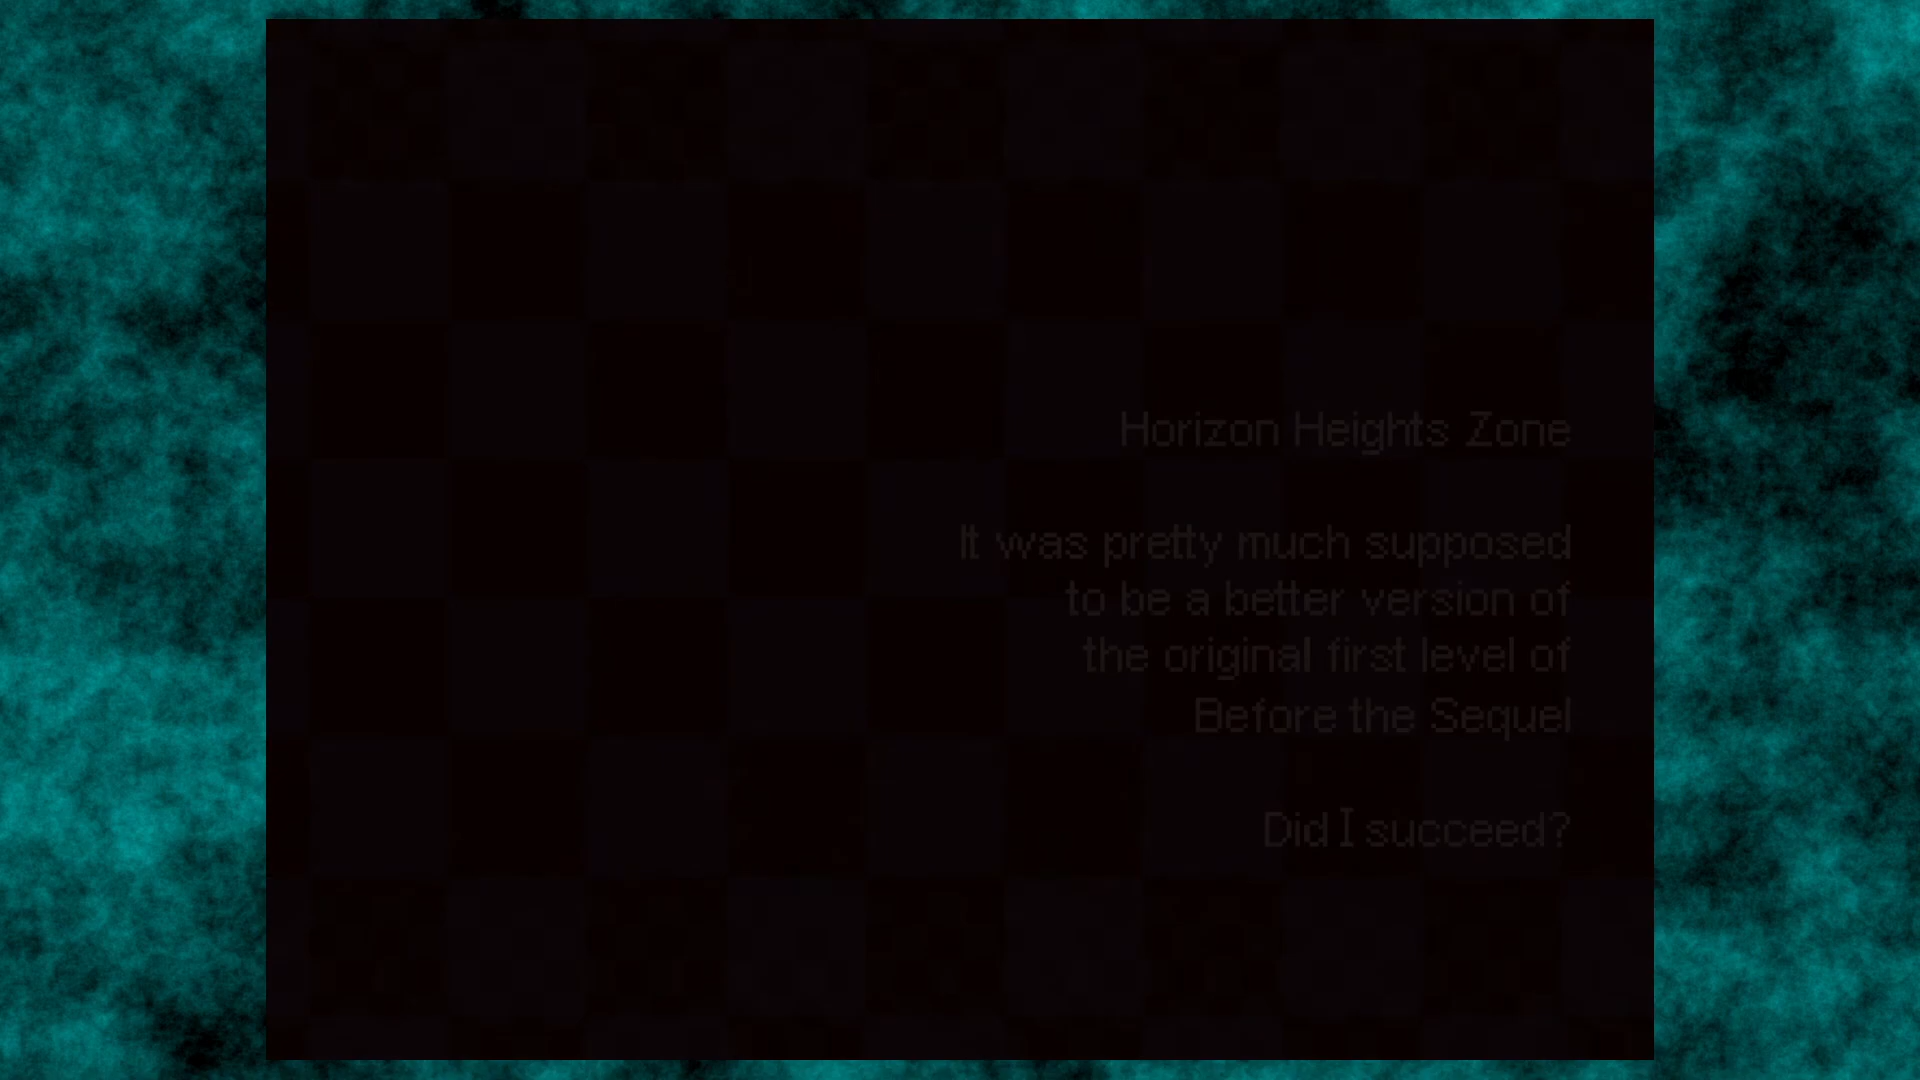 Horizon Heights Zone
It was pretty much supposed
to be a better version of
the original first level of
Before the Sequel
Did I succeed?